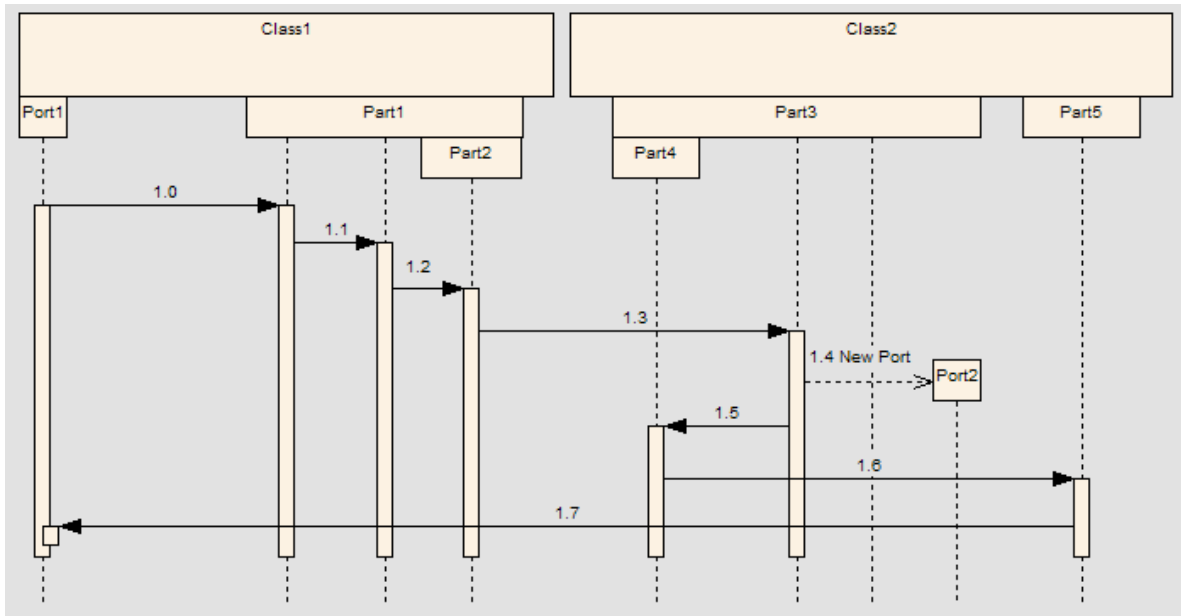 Class1
Class2
Port1
Part1
Part3
Part5
Part2
Part4
1.0
1.1
1.2
1.3
1.4 New Port
Port2
1.5
1.6
1.7